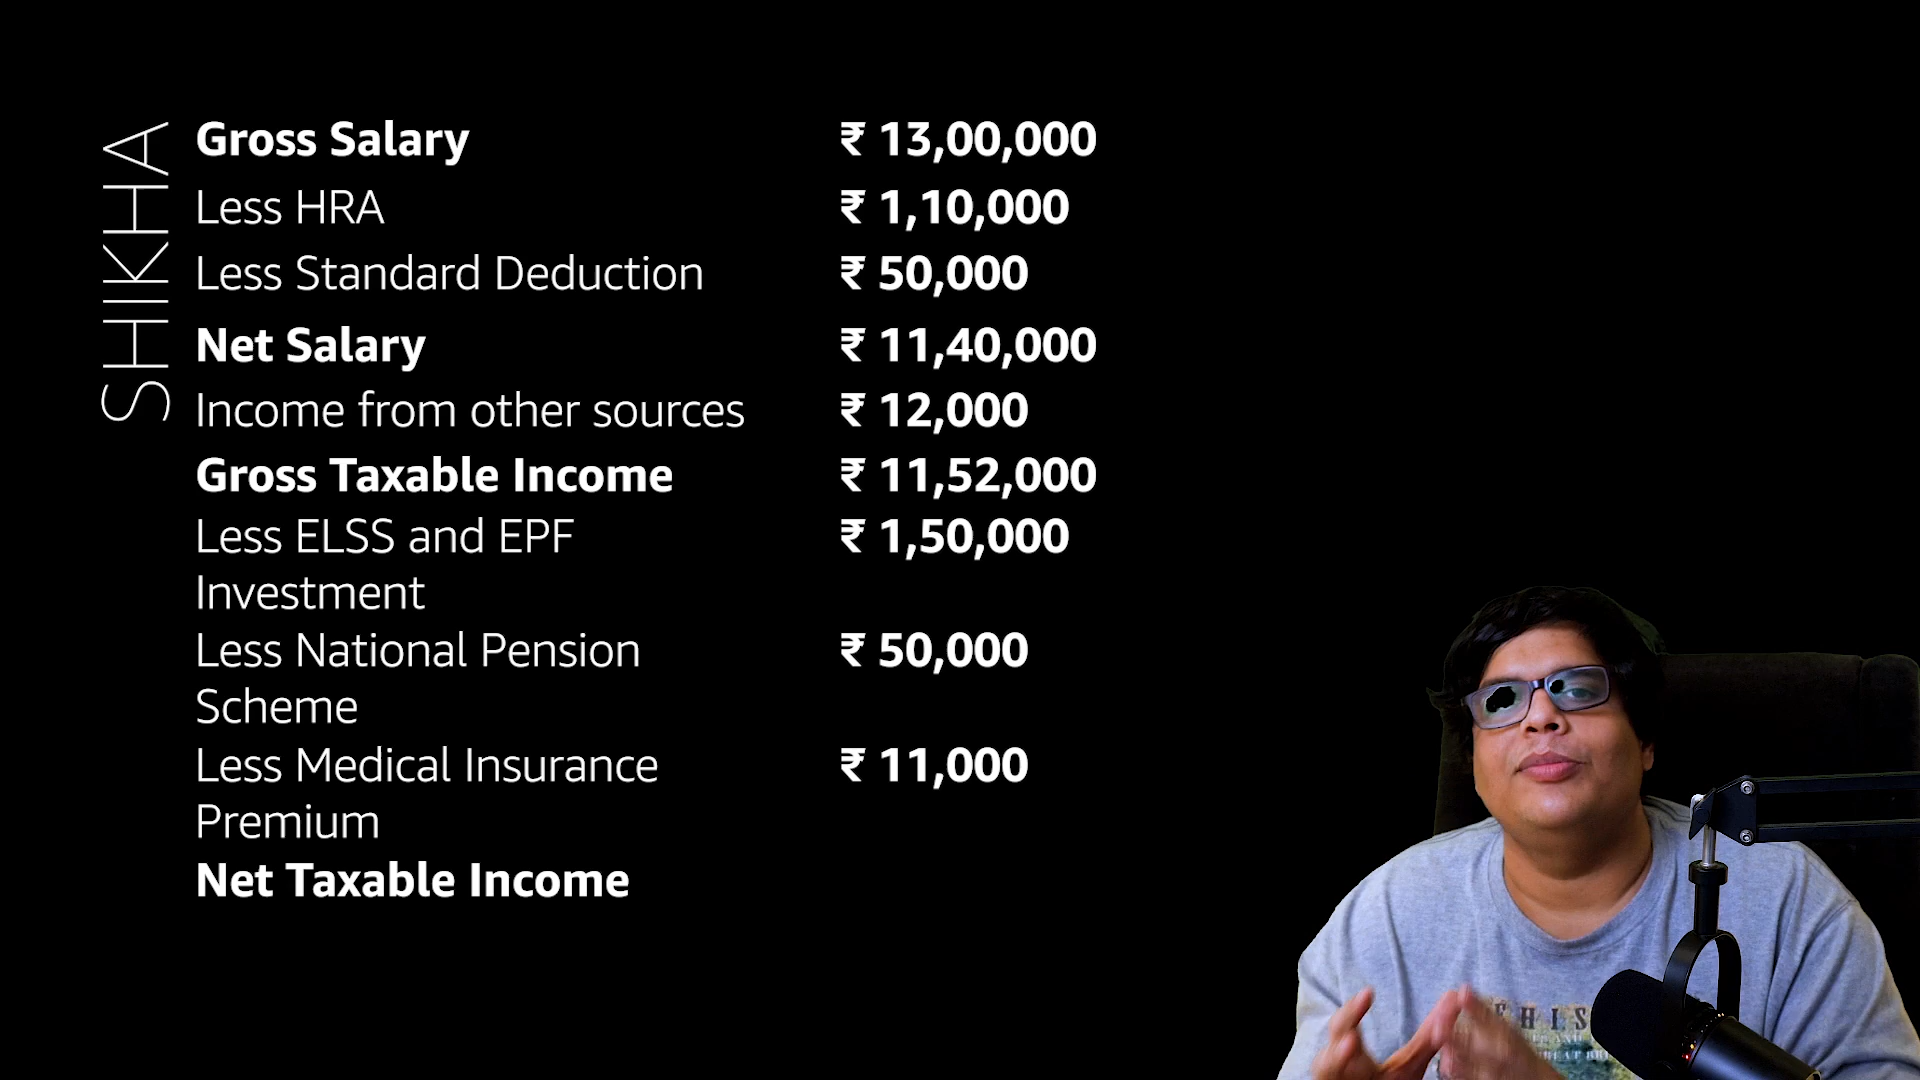 SHIKHA
Gross Salary ₹ 13,00,000
Less HRA ₹ 1,10,000
Less Standard Deduction ₹ 50,000
Net Salary ₹ 11,40,000
Income from other sources ₹ 12,000
Gross Taxable Income ₹ 11,52,000
Less ELSS and EPF ₹ 1,50,000
Investment
Less National Pension ₹ 50,000
Scheme
Less Medical Insurance ₹ 11,000
Premium
Net Taxable Income